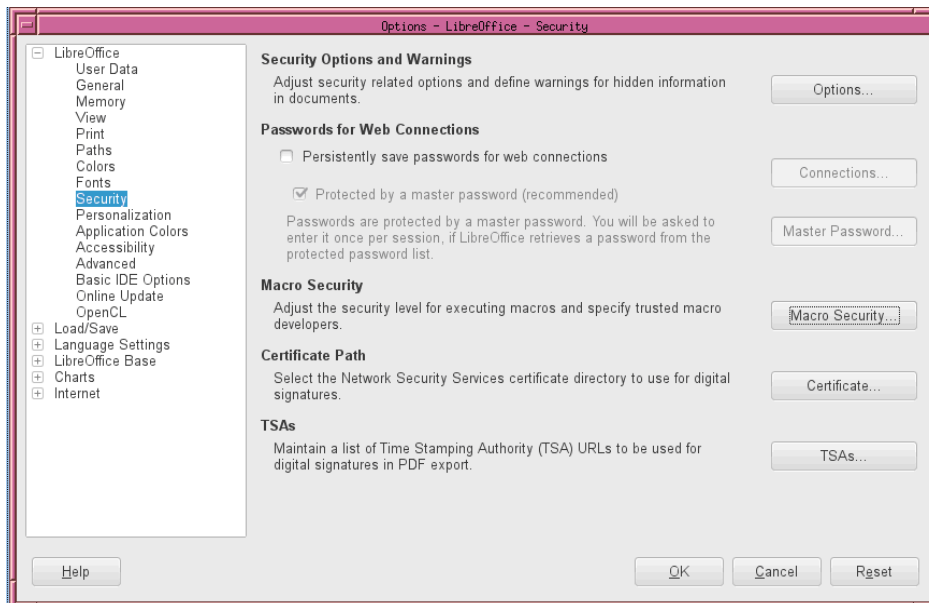 Options - LibreOffice - Security
LibreOffice
User Data
General
Memory
View
Print
Paths
Colors
Fonts
Security
Personalization
Application Colors
Accessibility
Advanced
Basic IDE Options
Online Update
OpenCL
Load/Save
Language Settings
LibreOffice Base
Charts
Internet
Security Options and Warnings
Adjust security related options and define warnings for hidden information
in documents.
Options...
Passwords for Web Connections
Persistently save passwords for web connections
Connections...
Protected by a master password (recommended)
Passwords are protected by a master password. You will be asked to
enter it once per session, if LibreOffice retrieves a password from the
protected password list.
Master Password...
Macro Security
Adjust the security level for executing macros and specify trusted macro
developers.
Macro Security...
Certificate Path
Select the Network Security Services certificate directory to use for digital
signatures.
Certificate...
TSAs
Maintain a list of Time Stamping Authority (TSA) URLs to be used for
digital signatures in PDF export.
TSAs...
Help
OK
Cancel
Reset